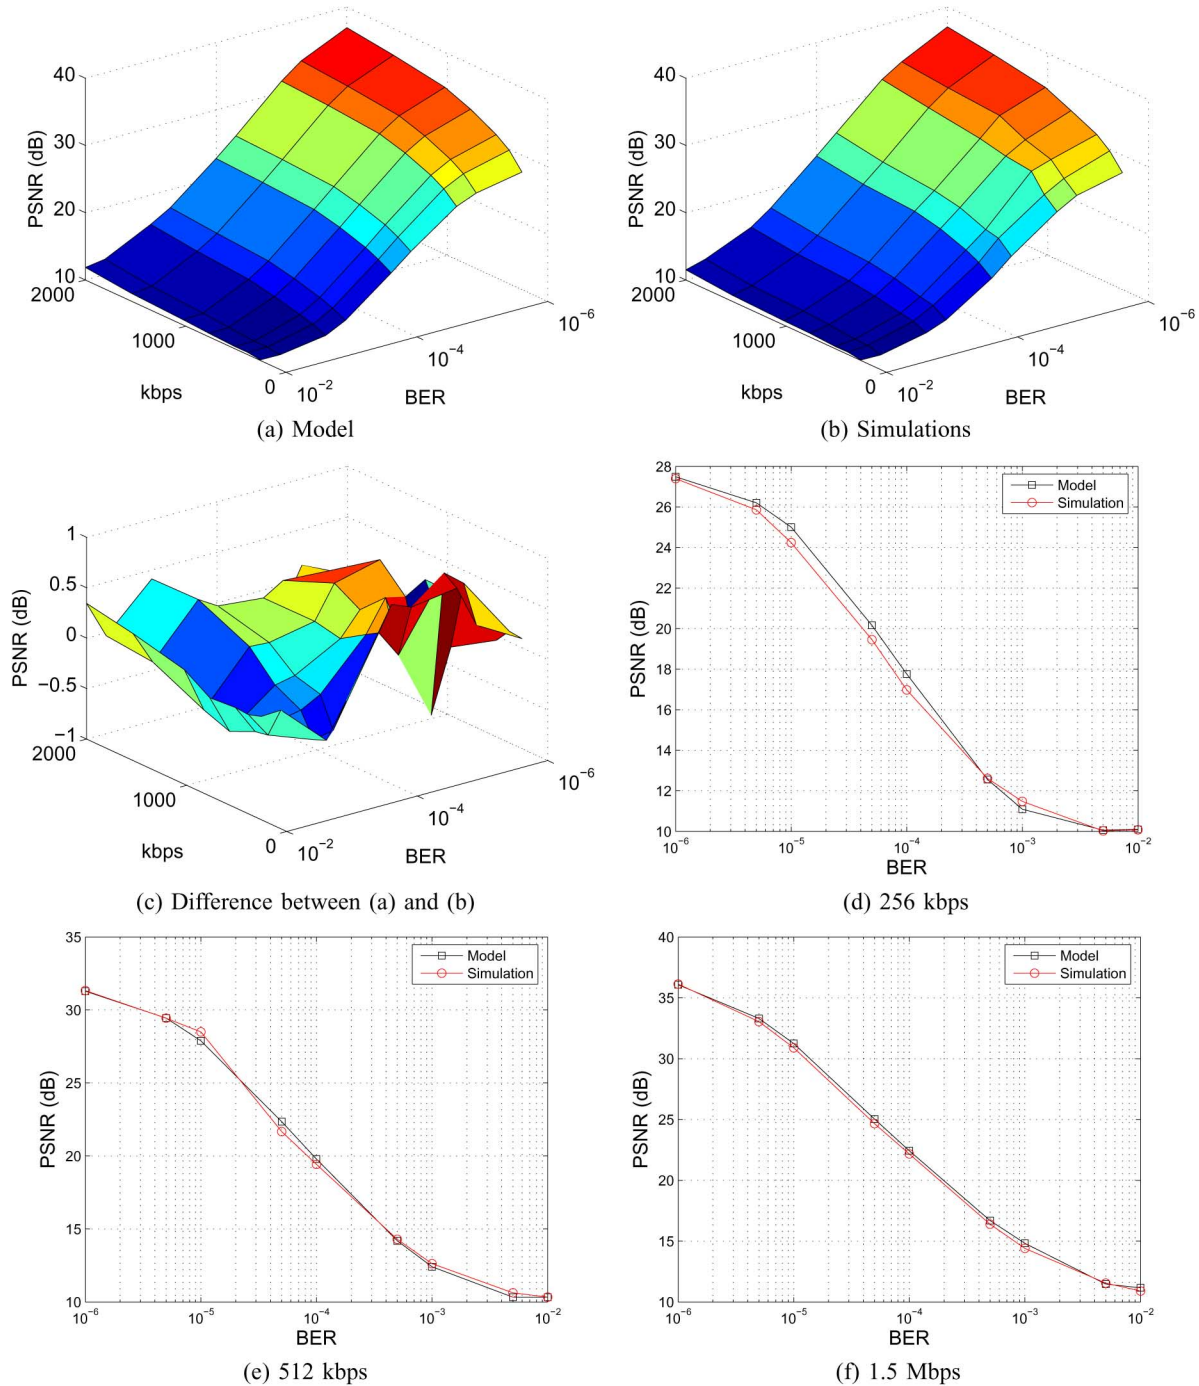 40
30
20
10
PSNR (dB)
2000
1000
0
kbps
10⁻²
10⁻⁴
10⁻⁶
BER
(a) Model
40
30
20
10
PSNR (dB)
2000
1000
0
kbps
10⁻²
10⁻⁴
10⁻⁶
BER
(b) Simulations
1
0.5
0
−0.5
−1
PSNR (dB)
2000
1000
0
kbps
10⁻²
10⁻⁴
10⁻⁶
BER
(c) Difference between (a) and (b)
28
26
24
22
20
18
16
14
12
10
PSNR (dB)
Model
Simulation
10⁻⁶ 10⁻⁵ 10⁻⁴ 10⁻³ 10⁻²
BER
(d) 256 kbps
35
30
25
20
15
10
PSNR (dB)
Model
Simulation
10⁻⁶ 10⁻⁵ 10⁻⁴ 10⁻³ 10⁻²
BER
(e) 512 kbps
40
35
30
25
20
15
10
PSNR (dB)
Model
Simulation
10⁻⁶ 10⁻⁵ 10⁻⁴ 10⁻³ 10⁻²
BER
(f) 1.5 Mbps